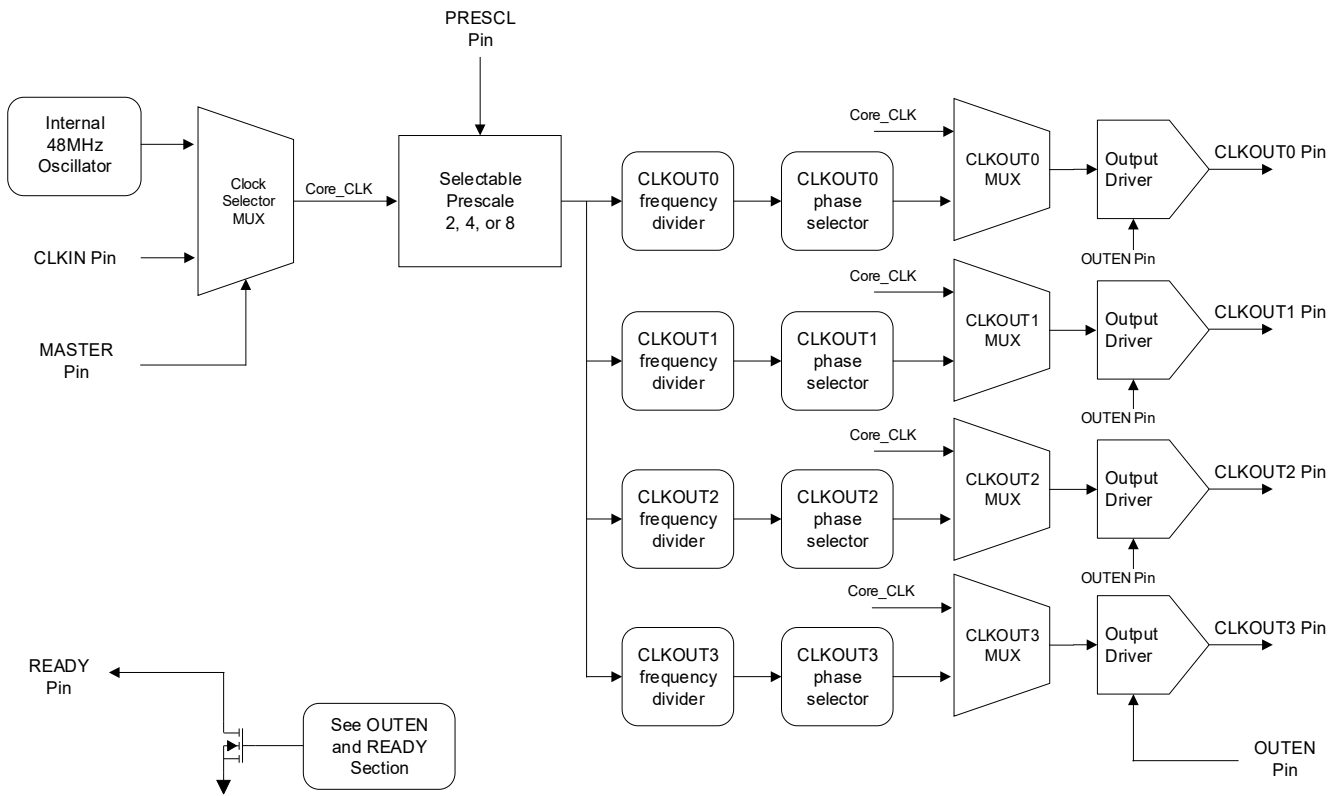 PRESCL
Pin
Internal
48MHz
Oscillator
Clock
Selector
MUX
CLKIN Pin
MASTER
Pin
Core_CLK
Selectable
Prescale
2, 4, or 8
CLKOUT0
frequency
divider
CLKOUT0
phase
selector
Core_CLK
CLKOUT0
MUX
Output
Driver
CLKOUT0 Pin
OUTEN Pin
CLKOUT1
frequency
divider
CLKOUT1
phase
selector
Core_CLK
CLKOUT1
MUX
Output
Driver
CLKOUT1 Pin
OUTEN Pin
CLKOUT2
frequency
divider
CLKOUT2
phase
selector
Core_CLK
CLKOUT2
MUX
Output
Driver
CLKOUT2 Pin
OUTEN Pin
CLKOUT3
frequency
divider
CLKOUT3
phase
selector
Core_CLK
CLKOUT3
MUX
Output
Driver
CLKOUT3 Pin
OUTEN
Pin
READY
Pin
See OUTEN
and READY
Section